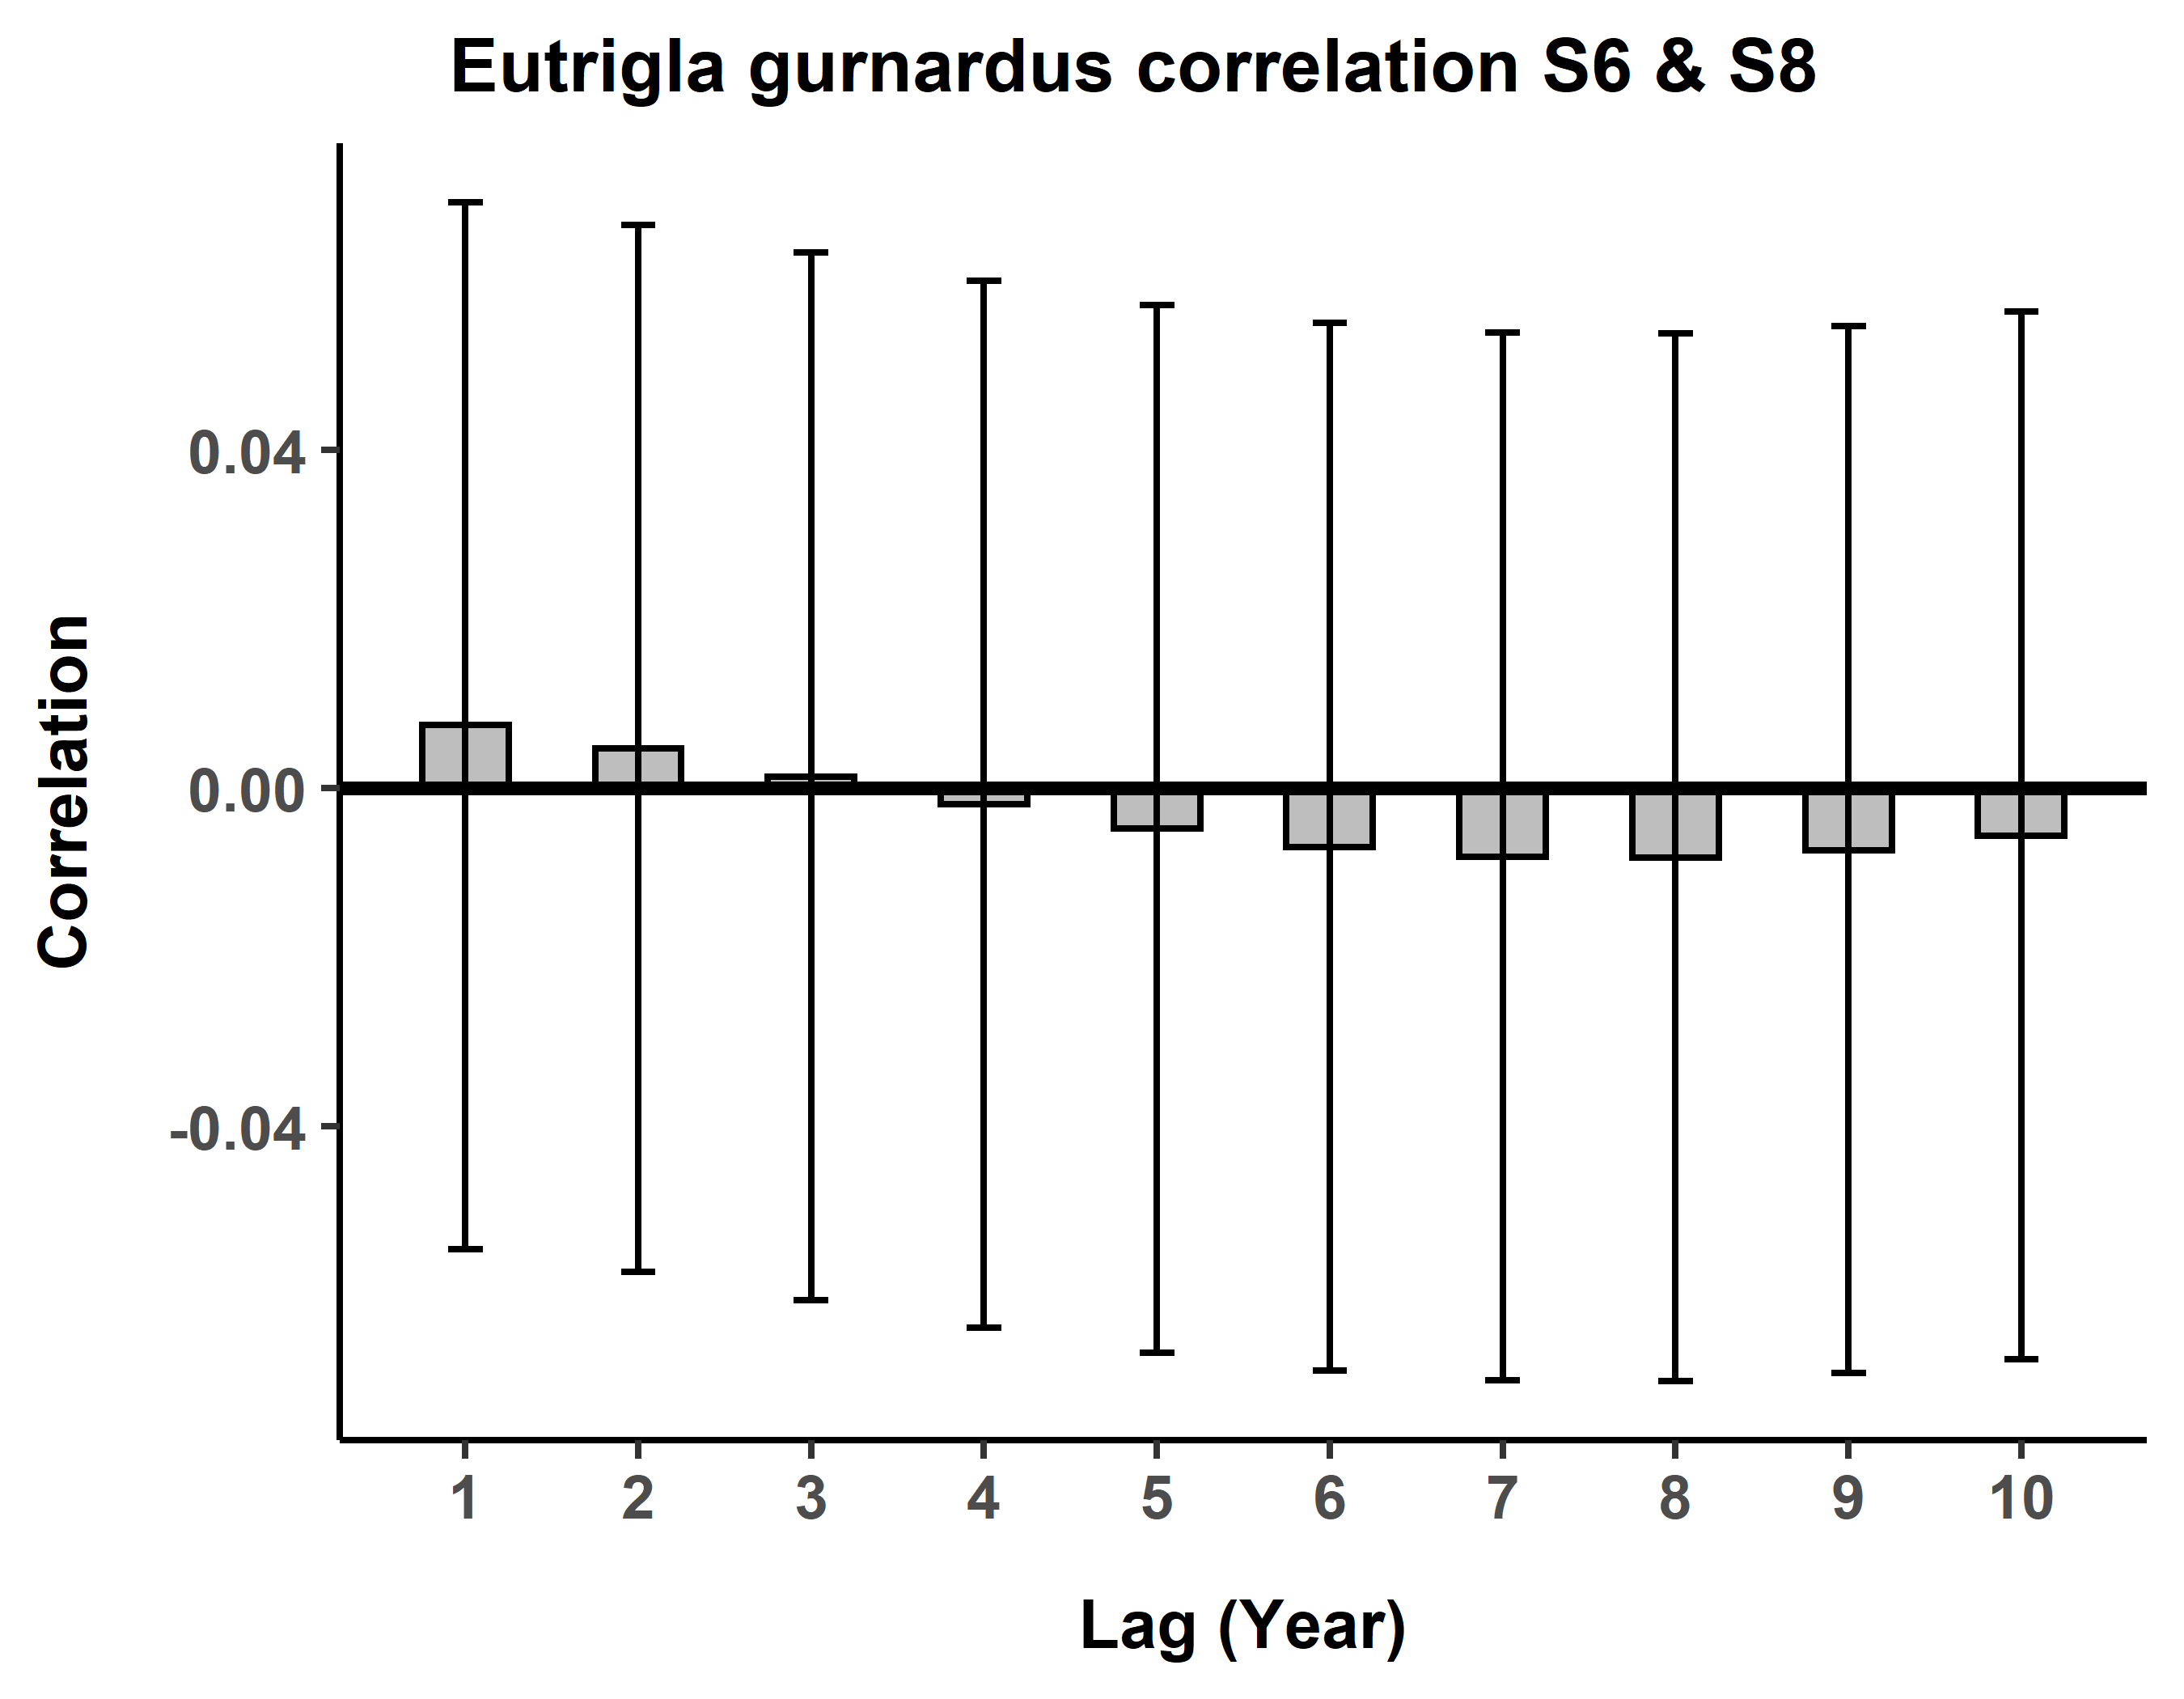 Eutrigla gurnardus correlation S6 & S8
Correlation
0.04
0.00
-0.04
1 2 3 4 5 6 7 8 9 10
Lag (Year)